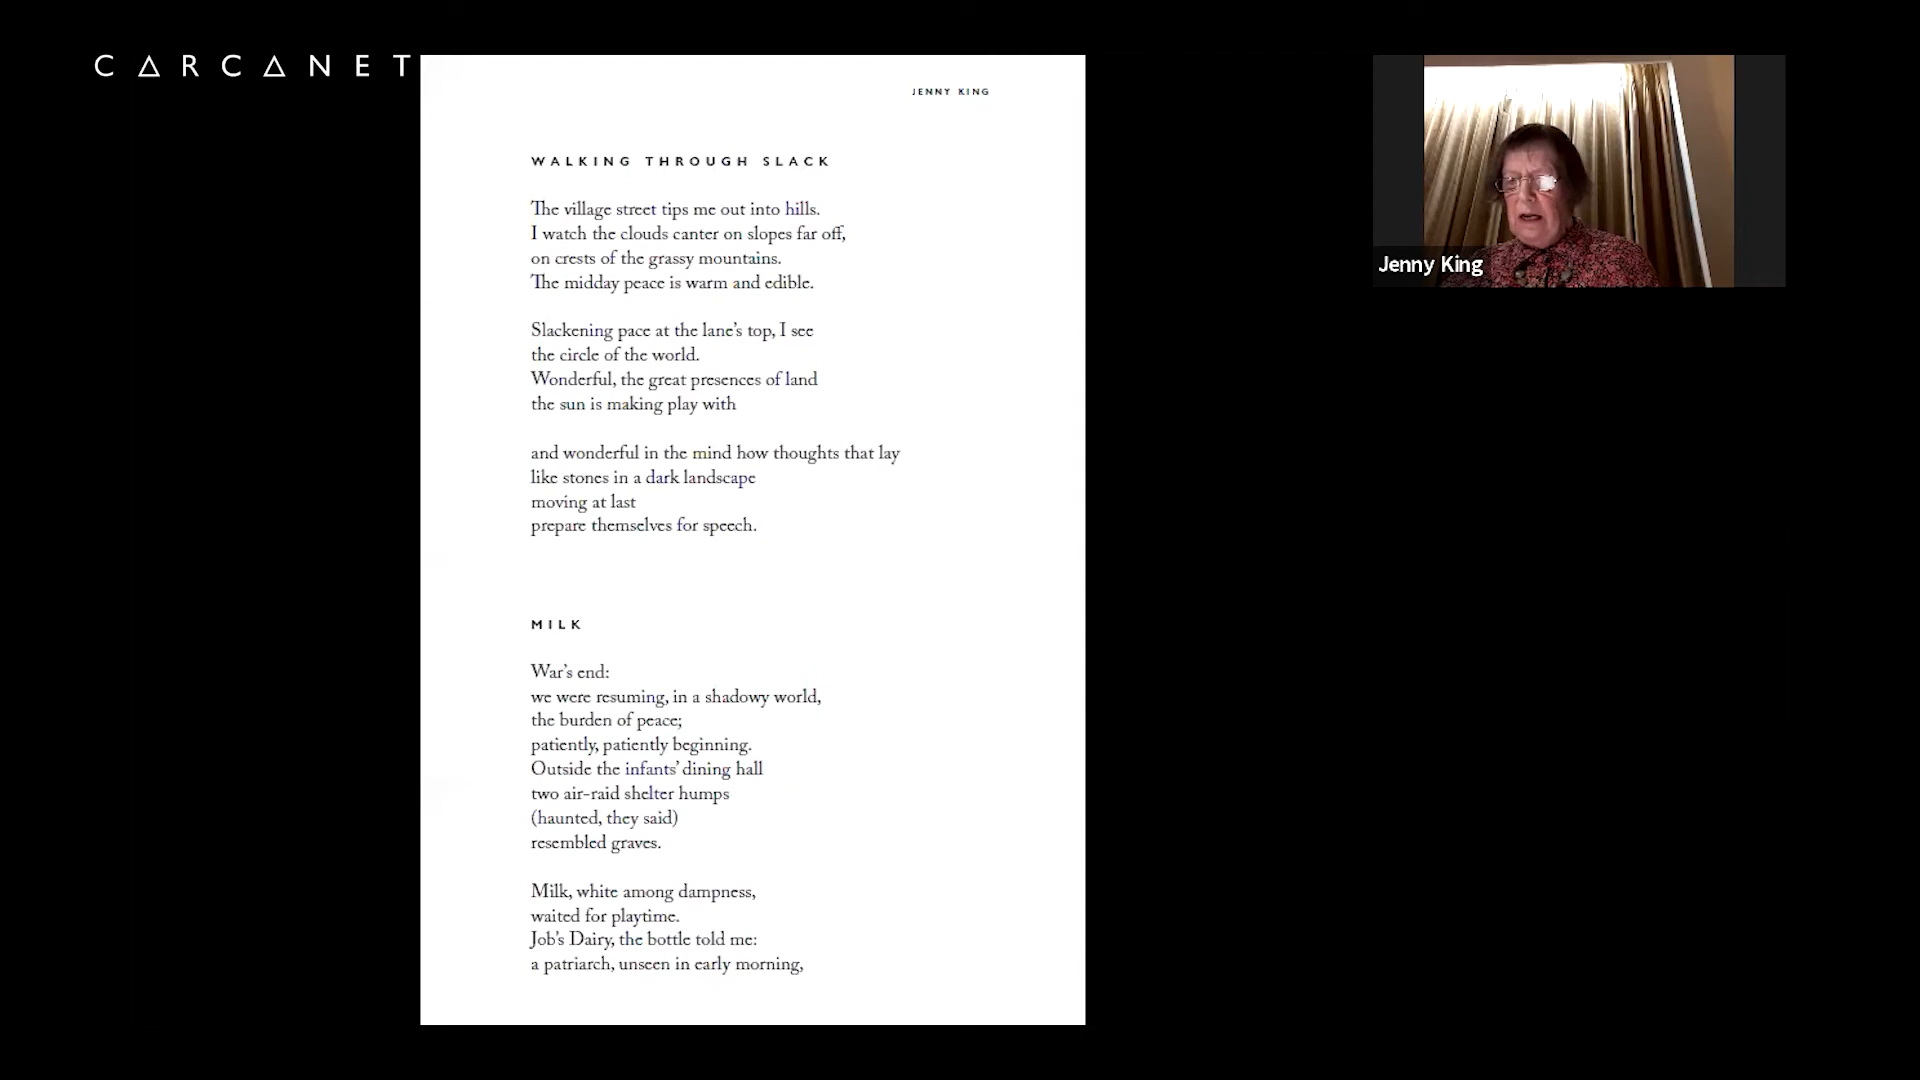 CARCANET
JENNY KING
WALKING THROUGH SLACK
The village street tips me out into hills.
I watch the clouds canter on slopes far off,
on crests of the grassy mountains.
The midday peace is warm and edible.
Slackening pace at the lane's top, I see
the circle of the world.
Wonderful, the great presences of land
the sun is making play with
and wonderful in the mind how thoughts that lay
like stones in a dark landscape
moving at last
prepare themselves for speech.
MILK
War's end:
we were resuming, in a shadowy world,
the burden of peace;
patiently, patiently beginning.
Outside the infants' dining hall
two air-raid shelter humps
(haunted, they said)
resembled graves.
Milk, white among dampness,
waited for playtime.
Job's Dairy, the bottle told me:
a patriarch, unseen in early morning,
Jenny King